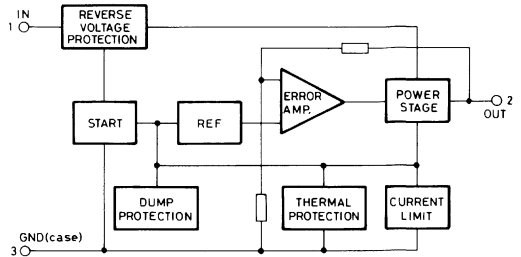 IN
1
REVERSE
VOLTAGE
PROTECTION
START
REF
ERROR
AMP.
POWER
STAGE
2
OUT
DUMP
PROTECTION
THERMAL
PROTECTION
CURRENT
LIMIT
GND(case)
3